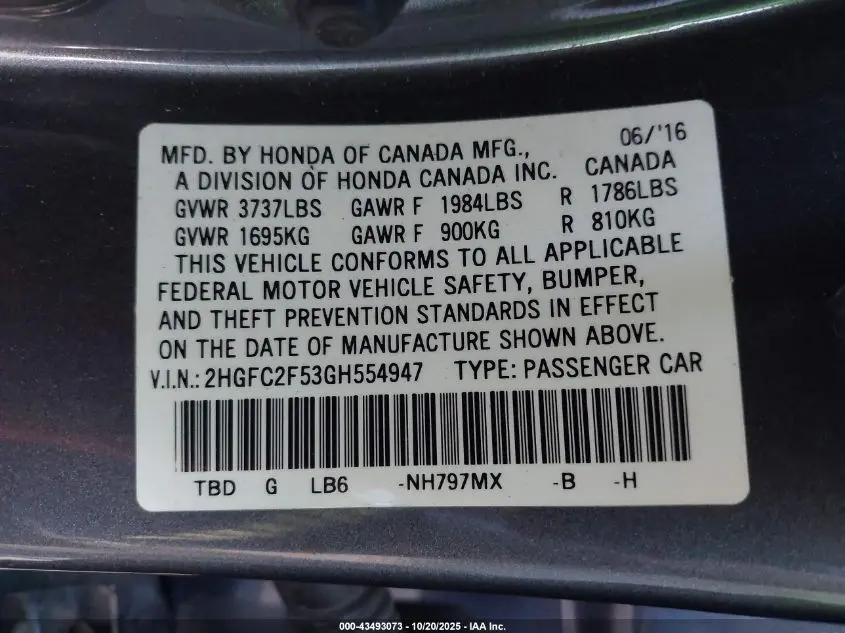 06/'16
MFD. BY HONDA OF CANADA MFG.,
A DIVISION OF HONDA CANADA INC. CANADA
GVWR 3737LBS GAWR F 1984LBS R 1786LBS
GVWR 1695KG GAWR F 900KG R 810KG
THIS VEHICLE CONFORMS TO ALL APPLICABLE
FEDERAL MOTOR VEHICLE SAFETY, BUMPER,
AND THEFT PREVENTION STANDARDS IN EFFECT
ON THE DATE OF MANUFACTURE SHOWN ABOVE.
V.I.N.: 2HGFC2F53GH554947 TYPE: PASSENGER CAR
TBD G LB6 -NH797MX -B -H
000-43493073 - 10/20/2025 - IAA Inc.